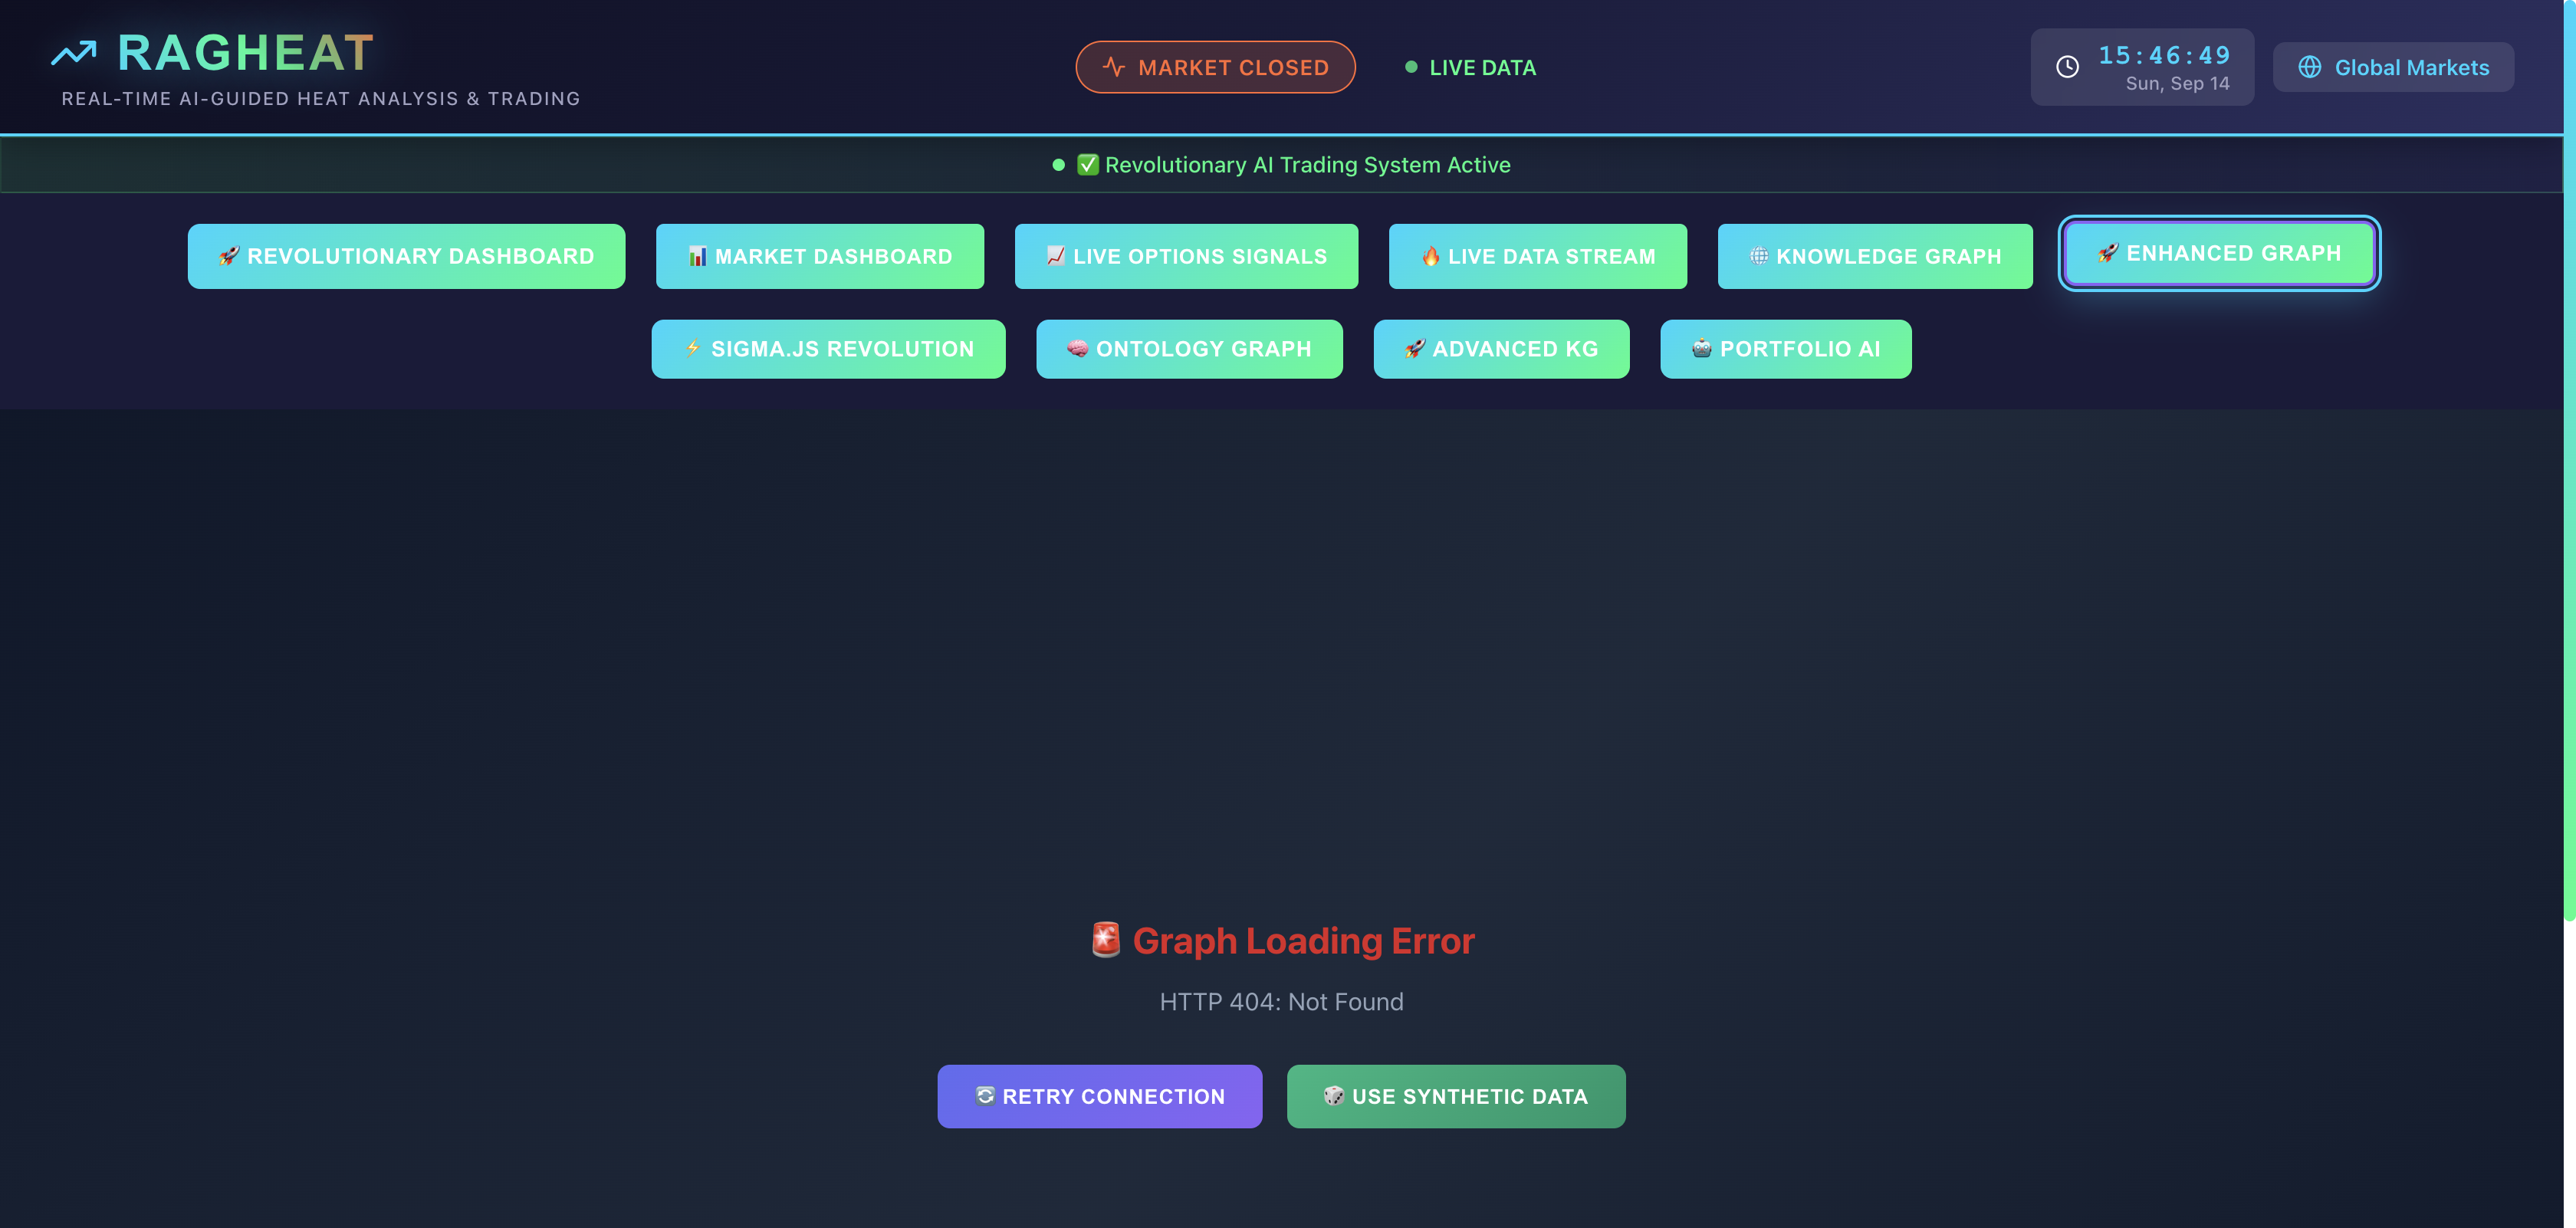 RAGHEAT
REAL-TIME AI-GUIDED HEAT ANALYSIS & TRADING
MARKET CLOSED
LIVE DATA
15:46:49
Sun, Sep 14
Global Markets
✅ Revolutionary AI Trading System Active
🚀 REVOLUTIONARY DASHBOARD
📊 MARKET DASHBOARD
📈 LIVE OPTIONS SIGNALS
🔥 LIVE DATA STREAM
🌐 KNOWLEDGE GRAPH
🚀 ENHANCED GRAPH
⚡ SIGMA.JS REVOLUTION
🧠 ONTOLOGY GRAPH
🚀 ADVANCED KG
🤖 PORTFOLIO AI
🚨 Graph Loading Error
HTTP 404: Not Found
🔄 RETRY CONNECTION
🎲 USE SYNTHETIC DATA